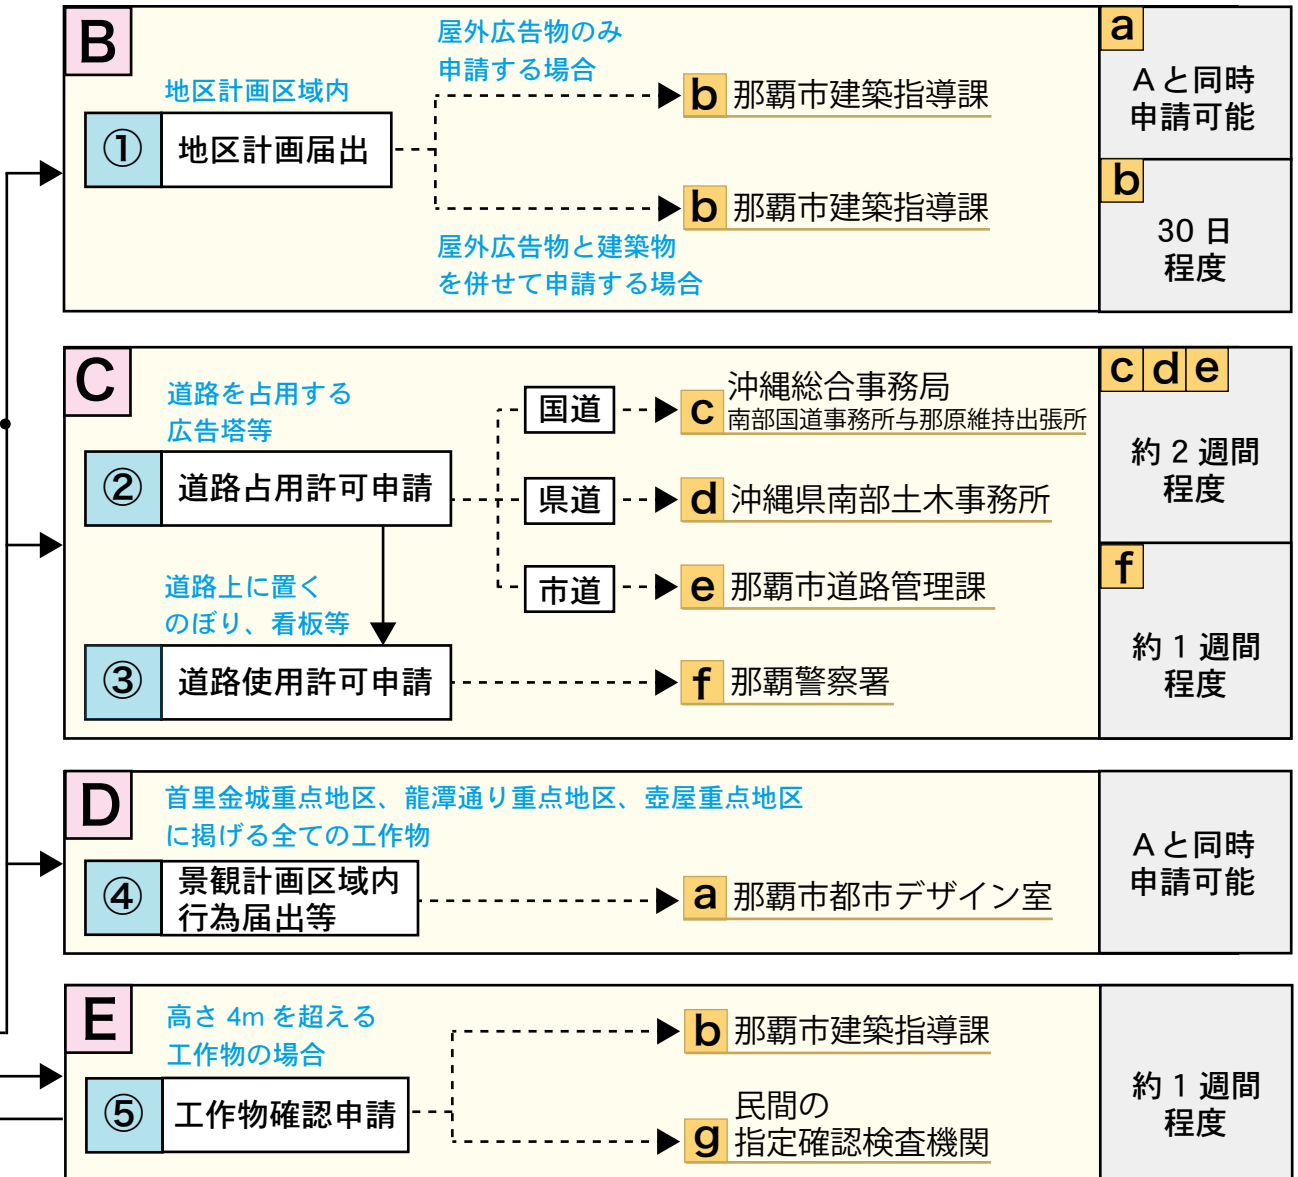 B
屋外広告物のみ
申請する場合
地区計画区域内
① 地区計画届出
b 那覇市建築指導課
b 那覇市建築指導課
屋外広告物と建築物
を併せて申請する場合
a
Aと同時
申請可能
b
30日
程度
C
道路を占用する
広告塔等
② 道路占用許可申請
国道
c 沖縄総合事務局
南部国道事務所与那原維持出張所
県道
d 沖縄県南部土木事務所
市道
e 那覇市道路管理課
道路上に置く
のぼり、看板等
③ 道路使用許可申請
f 那覇警察署
c d e
約2週間
程度
f
約1週間
程度
D
首里金城重点地区、龍潭通り重点地区、壺屋重点地区
に掲げる全ての工作物
④ 景観計画区域内
行為届出等
a 那覇市都市デザイン室
Aと同時
申請可能
E
高さ 4m を超える
工作物の場合
⑤ 工作物確認申請
b 那覇市建築指導課
民間の
g 指定確認検査機関
約1週間
程度